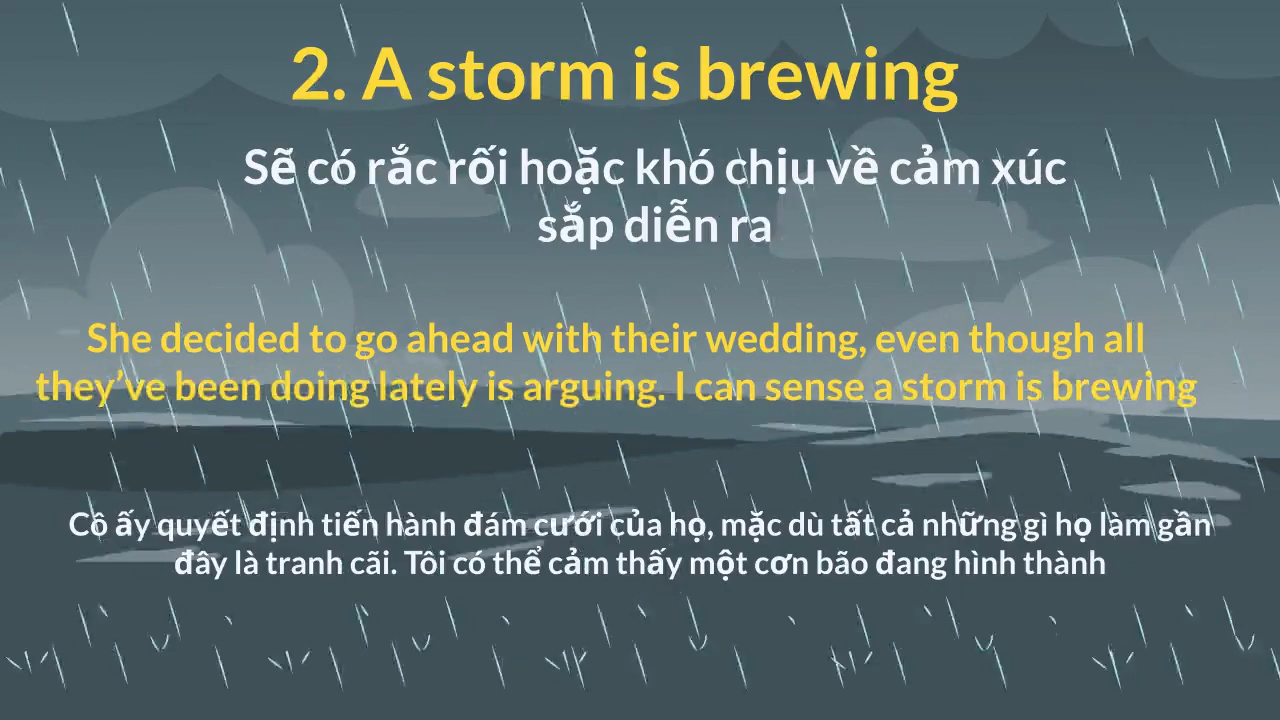 2. A storm is brewing
Sẽ có rắc rối hoặc khó chịu về cảm xúc
sắp diễn ra
She decided to go ahead with their wedding, even though all
they’ve been doing lately is arguing. I can sense a storm is brewing
Cô ấy quyết định tiến hành đám cưới của họ, mặc dù tất cả những gì họ làm gần
đây là tranh cãi. Tôi có thể cảm thấy một cơn bão đang hình thành